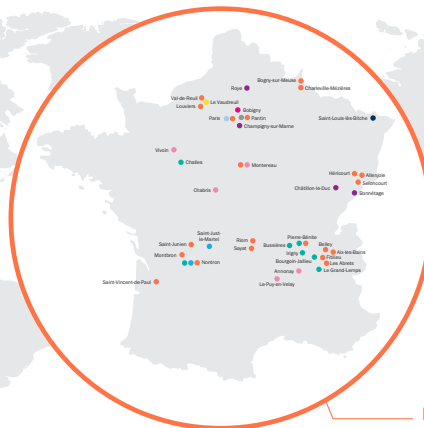 Bogny-sur-Meuse
Charleville-Mézières
Roye
Val-de-Reuil
Le Vaudreuil
Louviers
Bobigny
Paris
Pantin
Saint-Louis-lès-Bitche
Champigny-sur-Marne
Vivoin
Challes
Montereau
Héricourt
Allenjoie
Seloncourt
Châtillon-le-Duc
Bonnétage
Chabris
Saint-Just-
le-Martel
Saint-Junien
Montbron
Nontron
Riom
Sayat
Pierre-Bénite
Bussières
Irigny
Bourgoin-Jallieu
Belley
Aix-les-Bains
Fitilieu
Les Abrets
Le Grand-Lemps
Annonay
Le Puy-en-Velay
Saint-Vincent-de-Paul